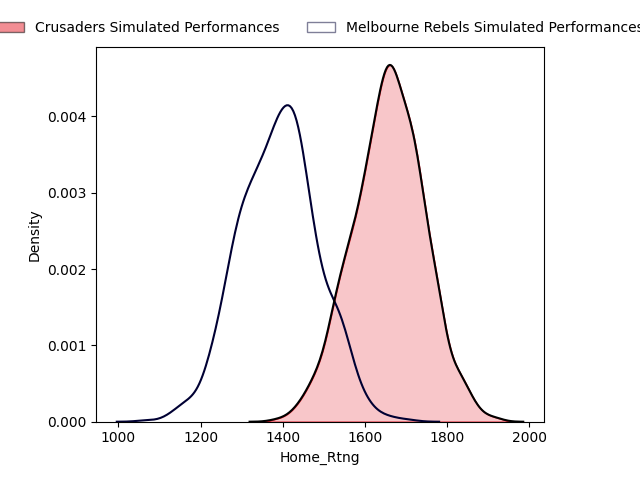 Crusaders Simulated Performances Melbourne Rebels Simulated Performances
0.004
0.003
0.002
0.001
0.000
Density
1000 1200 1400 1600 1800 2000
Home_Rtng